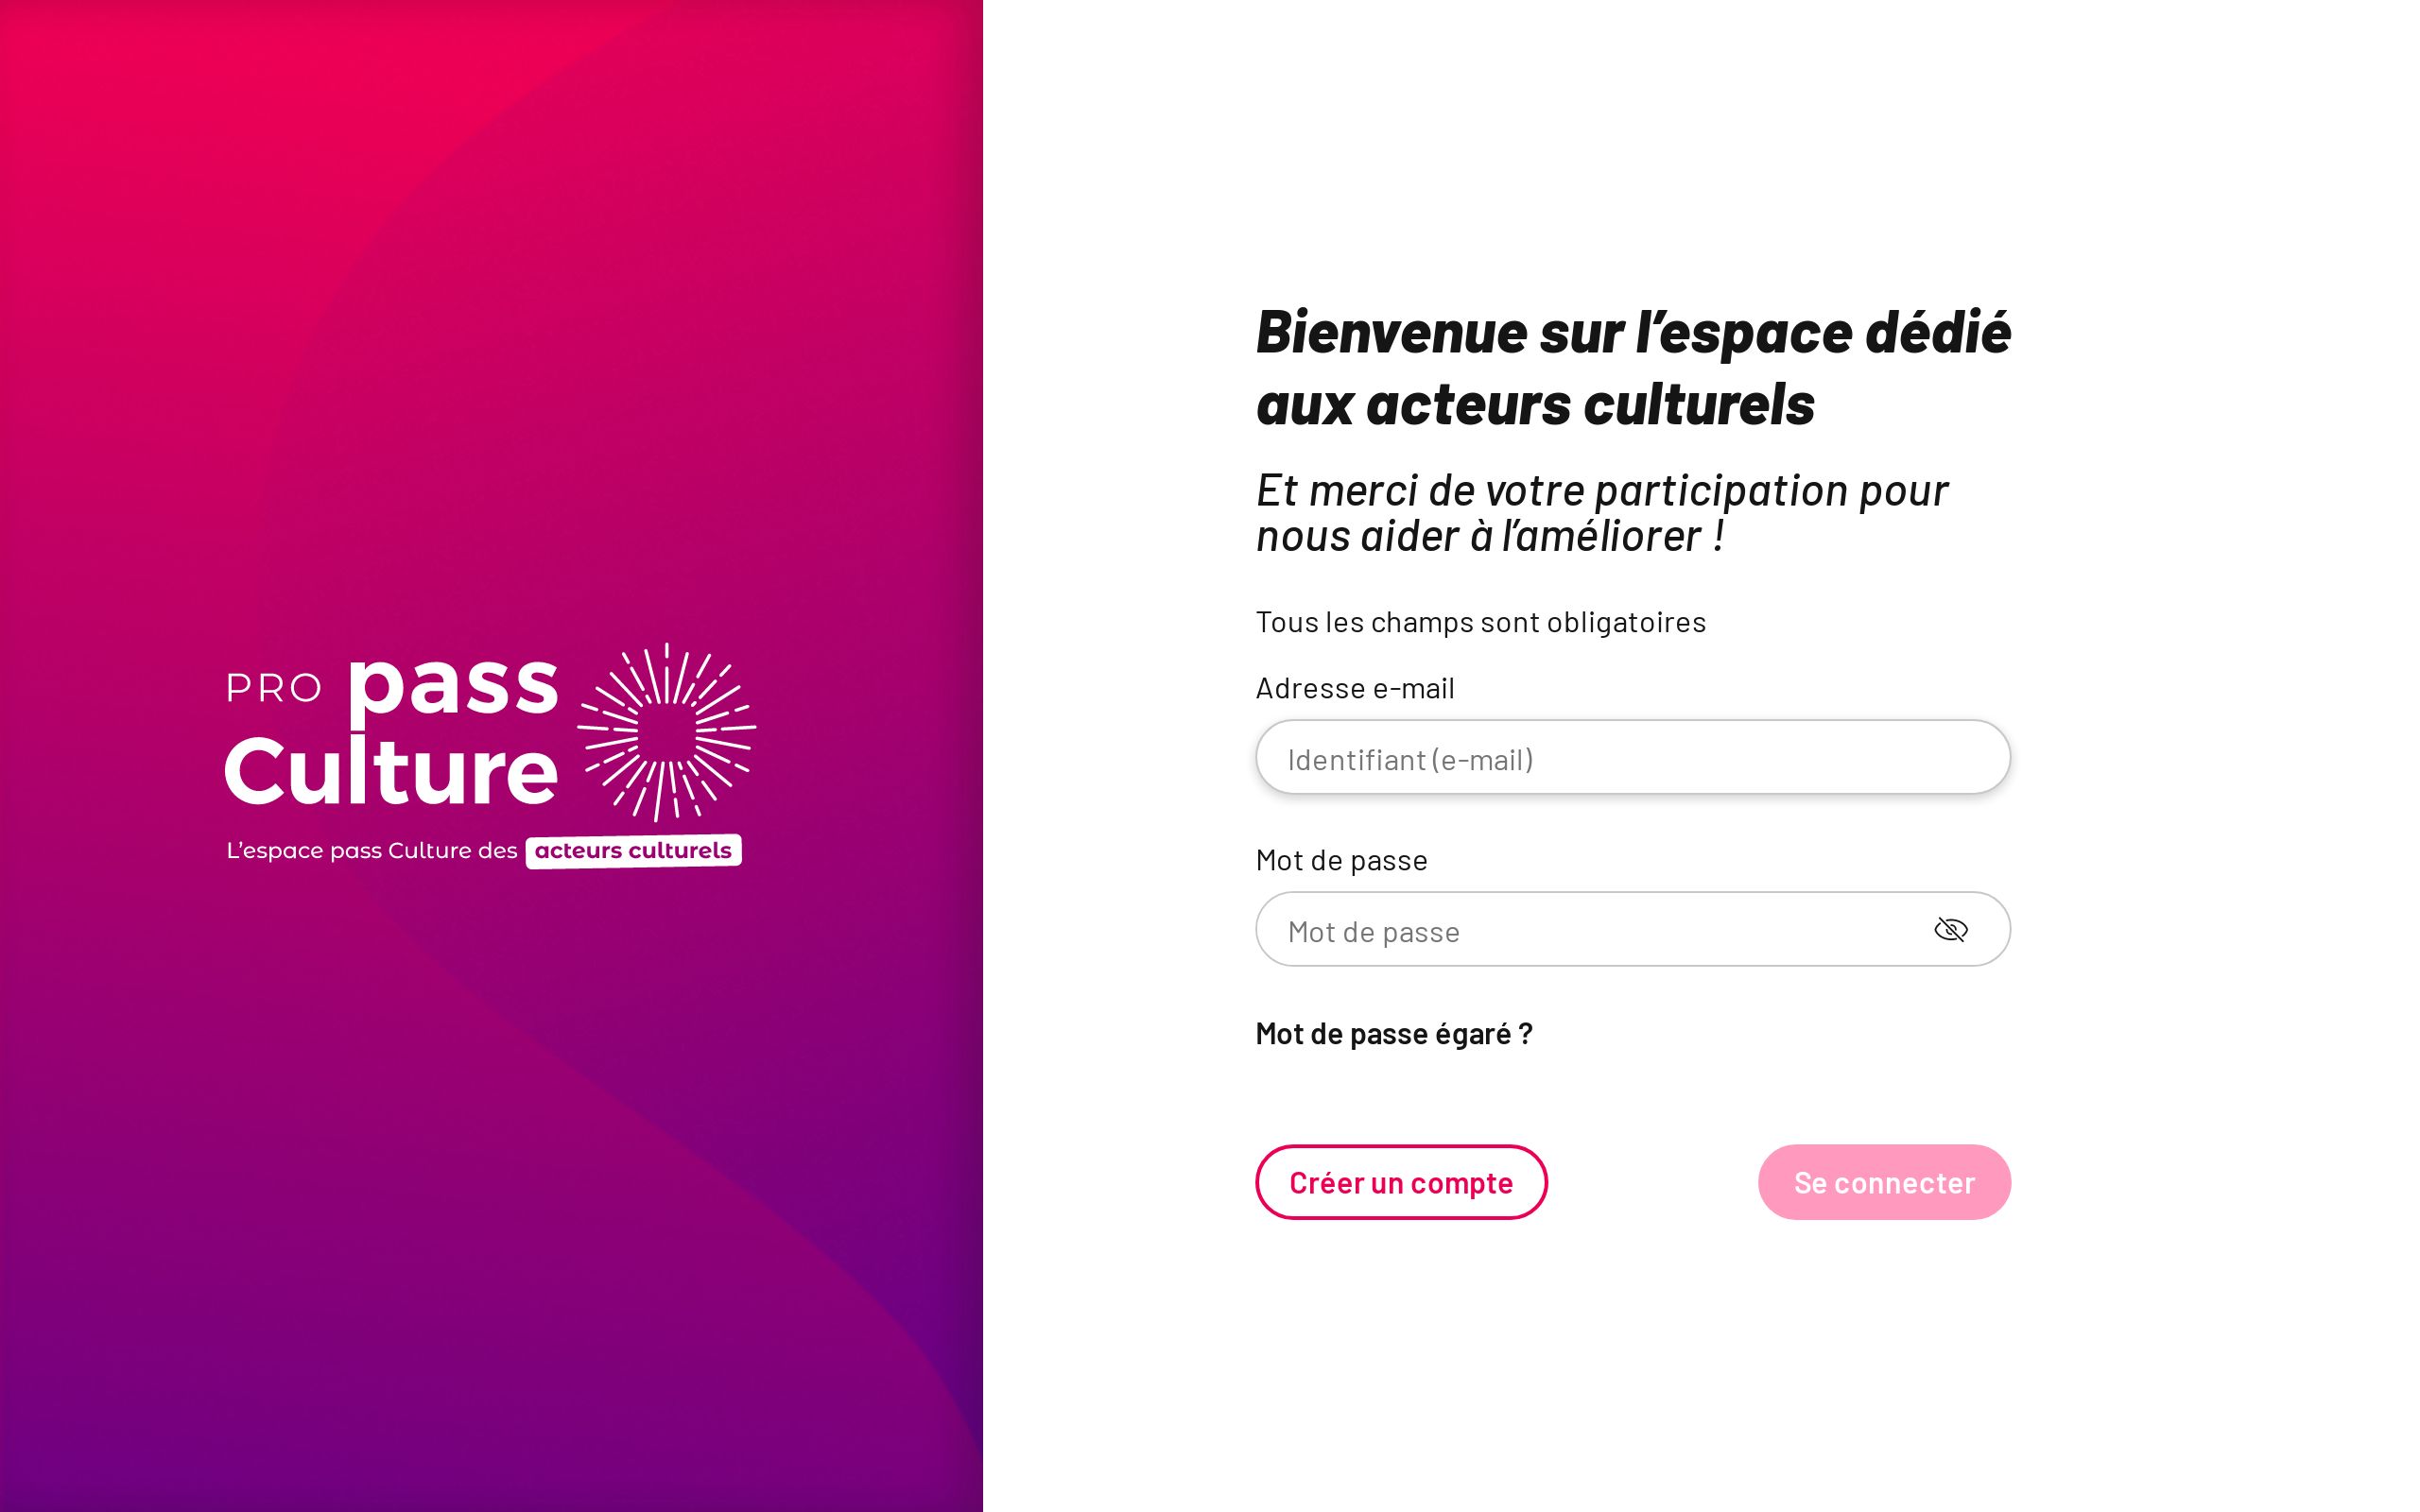 PRO pass
Culture
L’espace pass Culture des acteurs culturels
Bienvenue sur l’espace dédié
aux acteurs culturels
Et merci de votre participation pour
nous aider à l’améliorer !
Tous les champs sont obligatoires
Adresse e-mail
Identifiant (e-mail)
Mot de passe
Mot de passe
Mot de passe égaré ?
Créer un compte
Se connecter